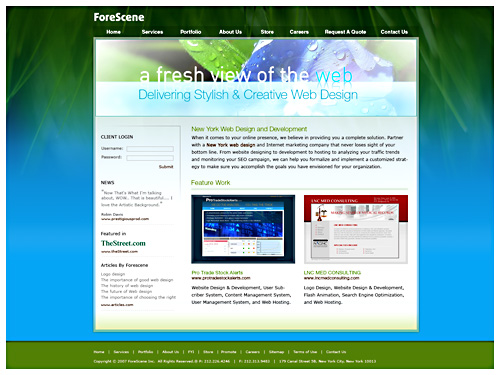 ForeScene
Home Services Portfolio About Us Store Careers Request A Quote Contact Us
a fresh view of the web
Delivering Stylish & Creative Web Design
CLIENT LOGIN
Username:
Password:
Submit
NEWS
"Now That's What I'm talking
about, WOW. That is beautiful.... I
love the Artistic Background."
Robin Davis
www.prestigiousprail.com
Featured in
TheStreet.com
www.theStreet.com
Articles By Forescene
Logo design
The importance of good web design
The history of web design
The future of Web design
The importance of choosing the right
www.articles.com
New York Web Design and Development
When it comes to your online presence, we believe in providing you a complete solution. Partner
with a New York web design and Internet marketing company that never loses sight of your
bottom line. From website designing to development to hosting to analyzing your traffic trends
and monitoring your SEO campaign, we can help you formalize and implement a customized strat-
egy to make sure you accomplish the goals you have envisioned for your organization.
Feature Work
ProTradeStockAlerts
LNC MED CONSULTING
Pro Trade Stock Alerts
www.protradestockalerts.com
Website Design & Development, User Sub-
criber System, Content Management System,
User Management System, and Web Hosting.
LNC MED CONSULTING
www.lncmedconsulting.com
Logo Design, Website Design & Development,
Flash Animation, Search Engine Optimization,
and Web Hosting.
Home | Services | Portfolio | About Us | FYI | Store | Promote | Careers | Sitemap | Terms of Use | Contact Us
Copyright © 2007 ForeScene Inc. All Rights Reserved ® P: 212.226.4246 | F: 212.313.9482 | 175 Canal Street 5B, New York City, New York 10013